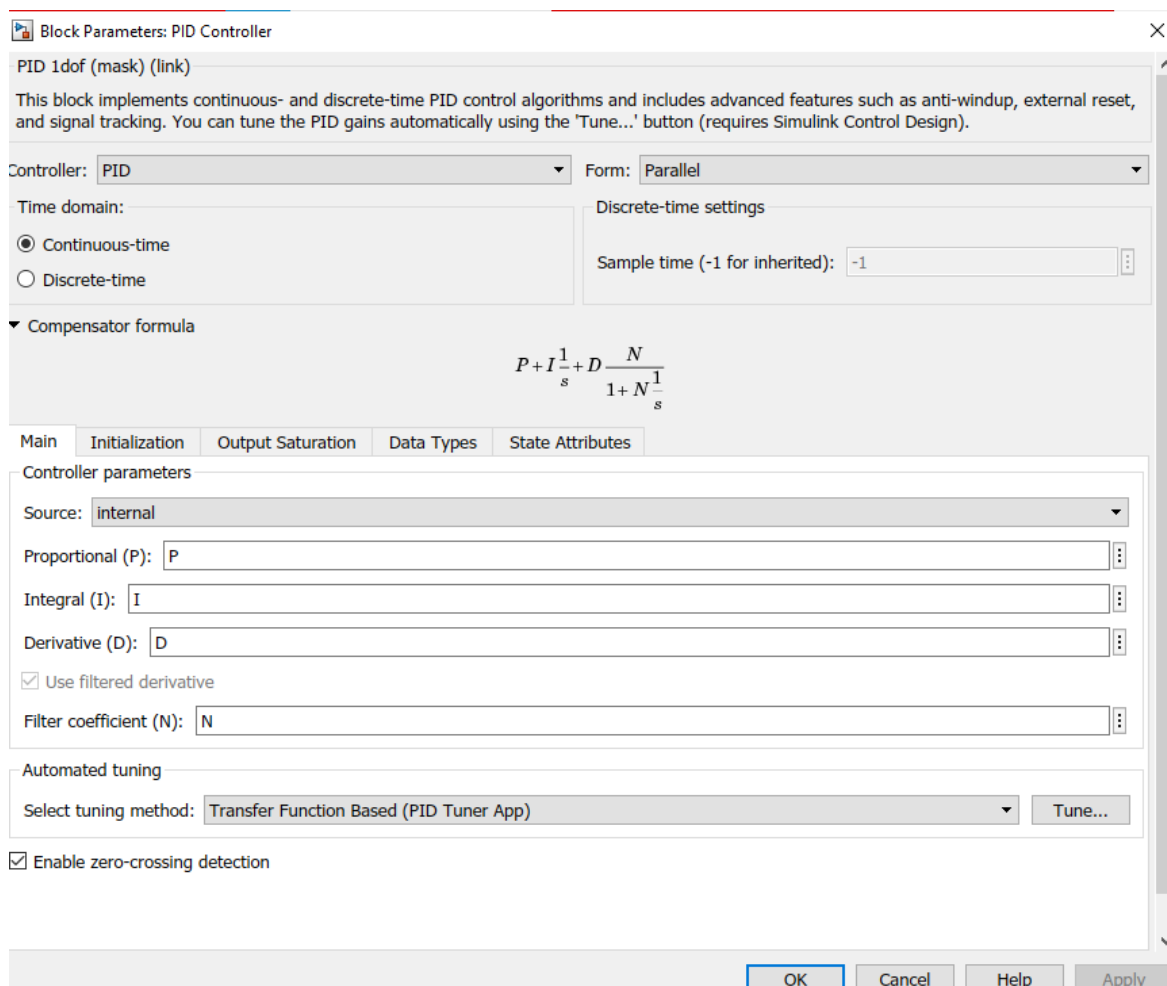 Block Parameters: PID Controller
PID 1dof (mask) (link)
This block implements continuous- and discrete-time PID control algorithms and includes advanced features such as anti-windup, external reset,
and signal tracking. You can tune the PID gains automatically using the 'Tune...' button (requires Simulink Control Design).
Controller: PID Form: Parallel
Time domain:
Continuous-time
Discrete-time
Discrete-time settings
Sample time (-1 for inherited): -1
Compensator formula
P+I 1/s + D N/(1+N 1/s)
Main Initialization Output Saturation Data Types State Attributes
Controller parameters
Source: internal
Proportional (P): P
Integral (I): I
Derivative (D): D
Use filtered derivative
Filter coefficient (N): N
Automated tuning
Select tuning method: Transfer Function Based (PID Tuner App) Tune...
Enable zero-crossing detection
OK Cancel Help Apply